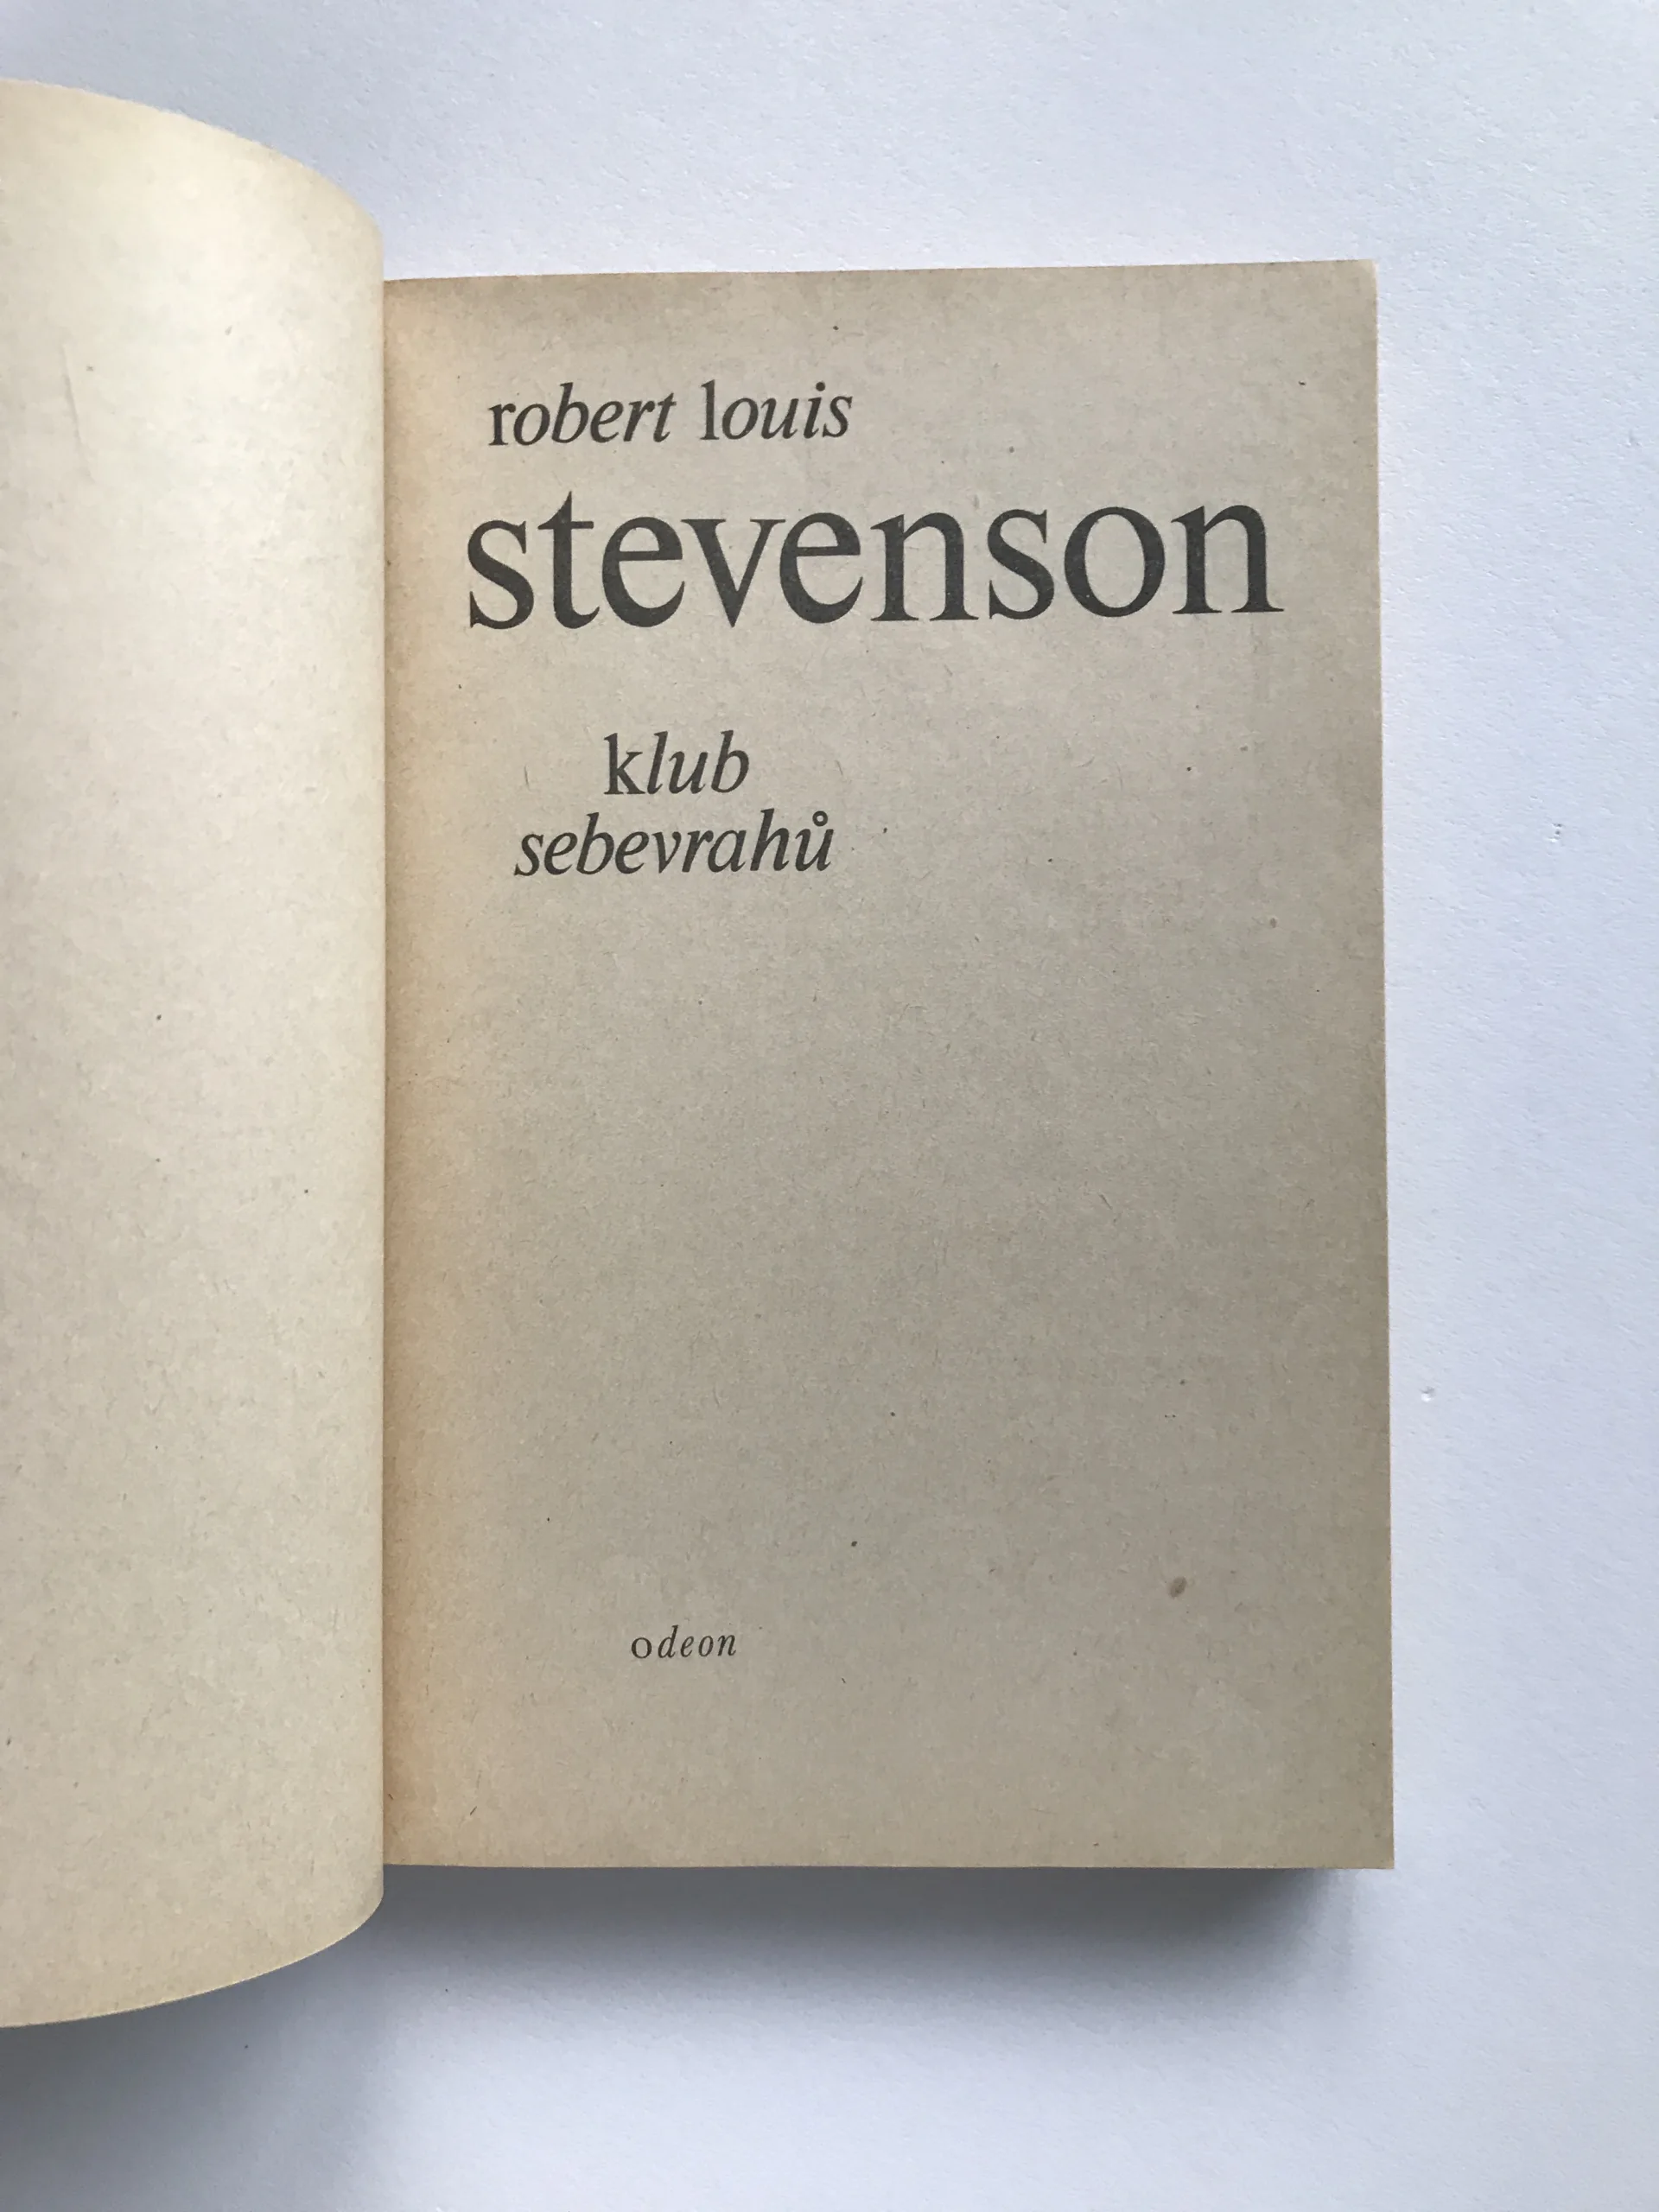 robert louis
stevenson
klub
sebevrahů
odeon